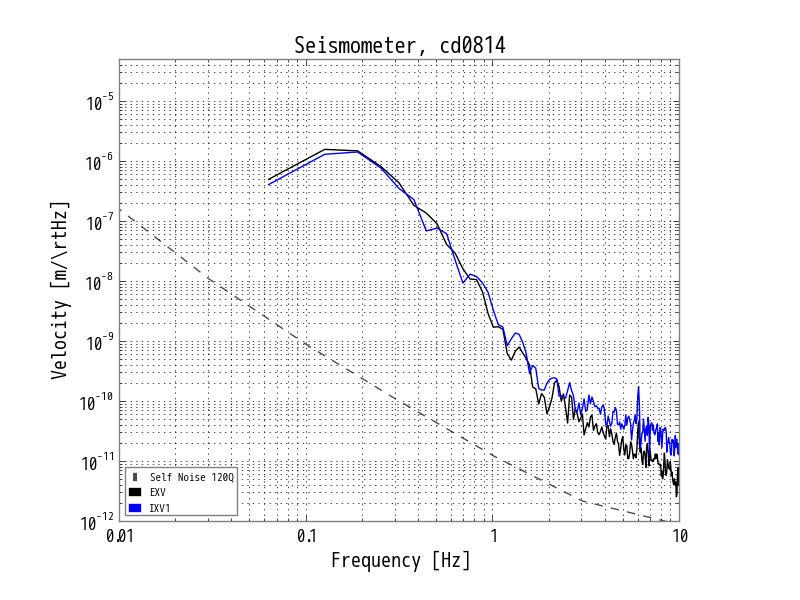 Seismometer, cd0814
Velocity [m/\rtHz]
10^-5
10^-6
10^-7
10^-8
10^-9
10^-10
10^-11
10^-12
Self Noise 120Q
EXV
IXV1
0.01 0.1 1 10
Frequency [Hz]